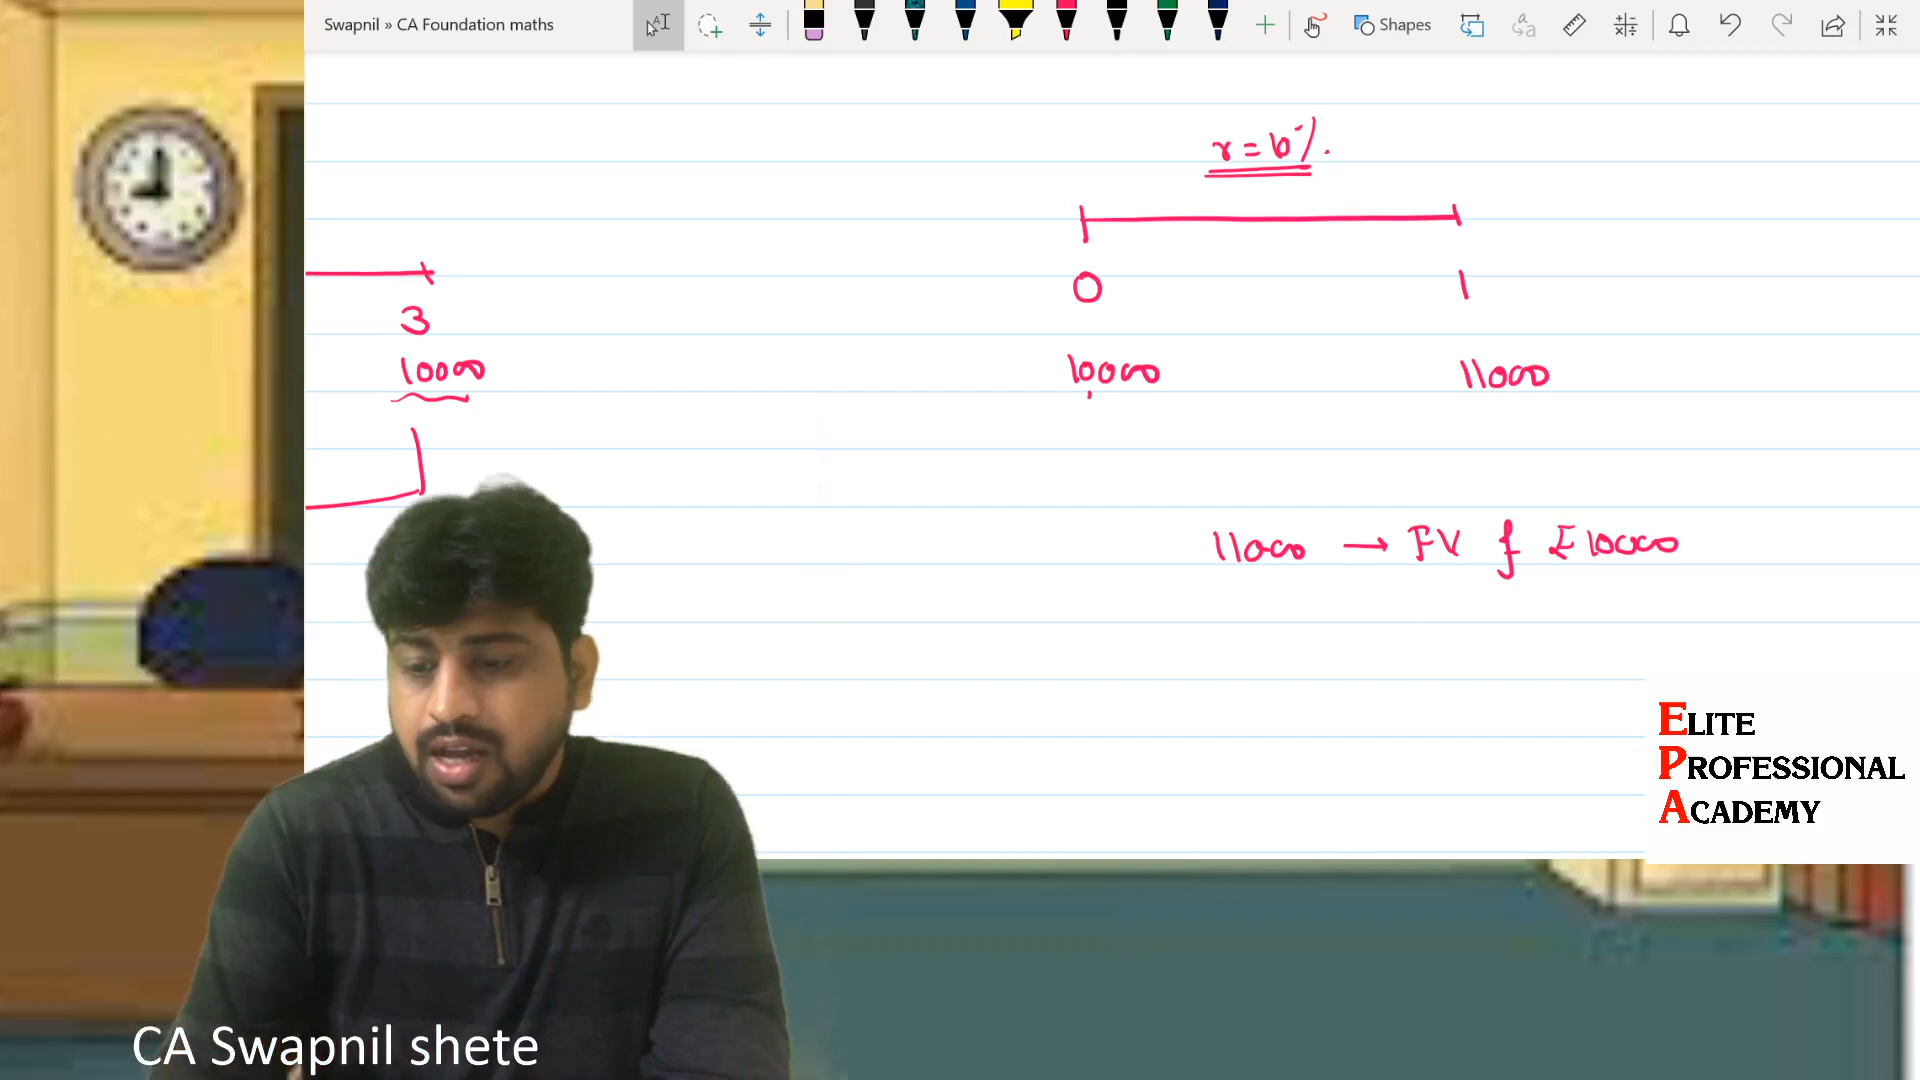 Swapnil » CA Foundation maths
Shapes
r = 10%.
0 1
3
10000
10000 11000
11000 → FV of ₹ 10000
ELITE
PROFESSIONAL
ACADEMY
CA Swapnil shete